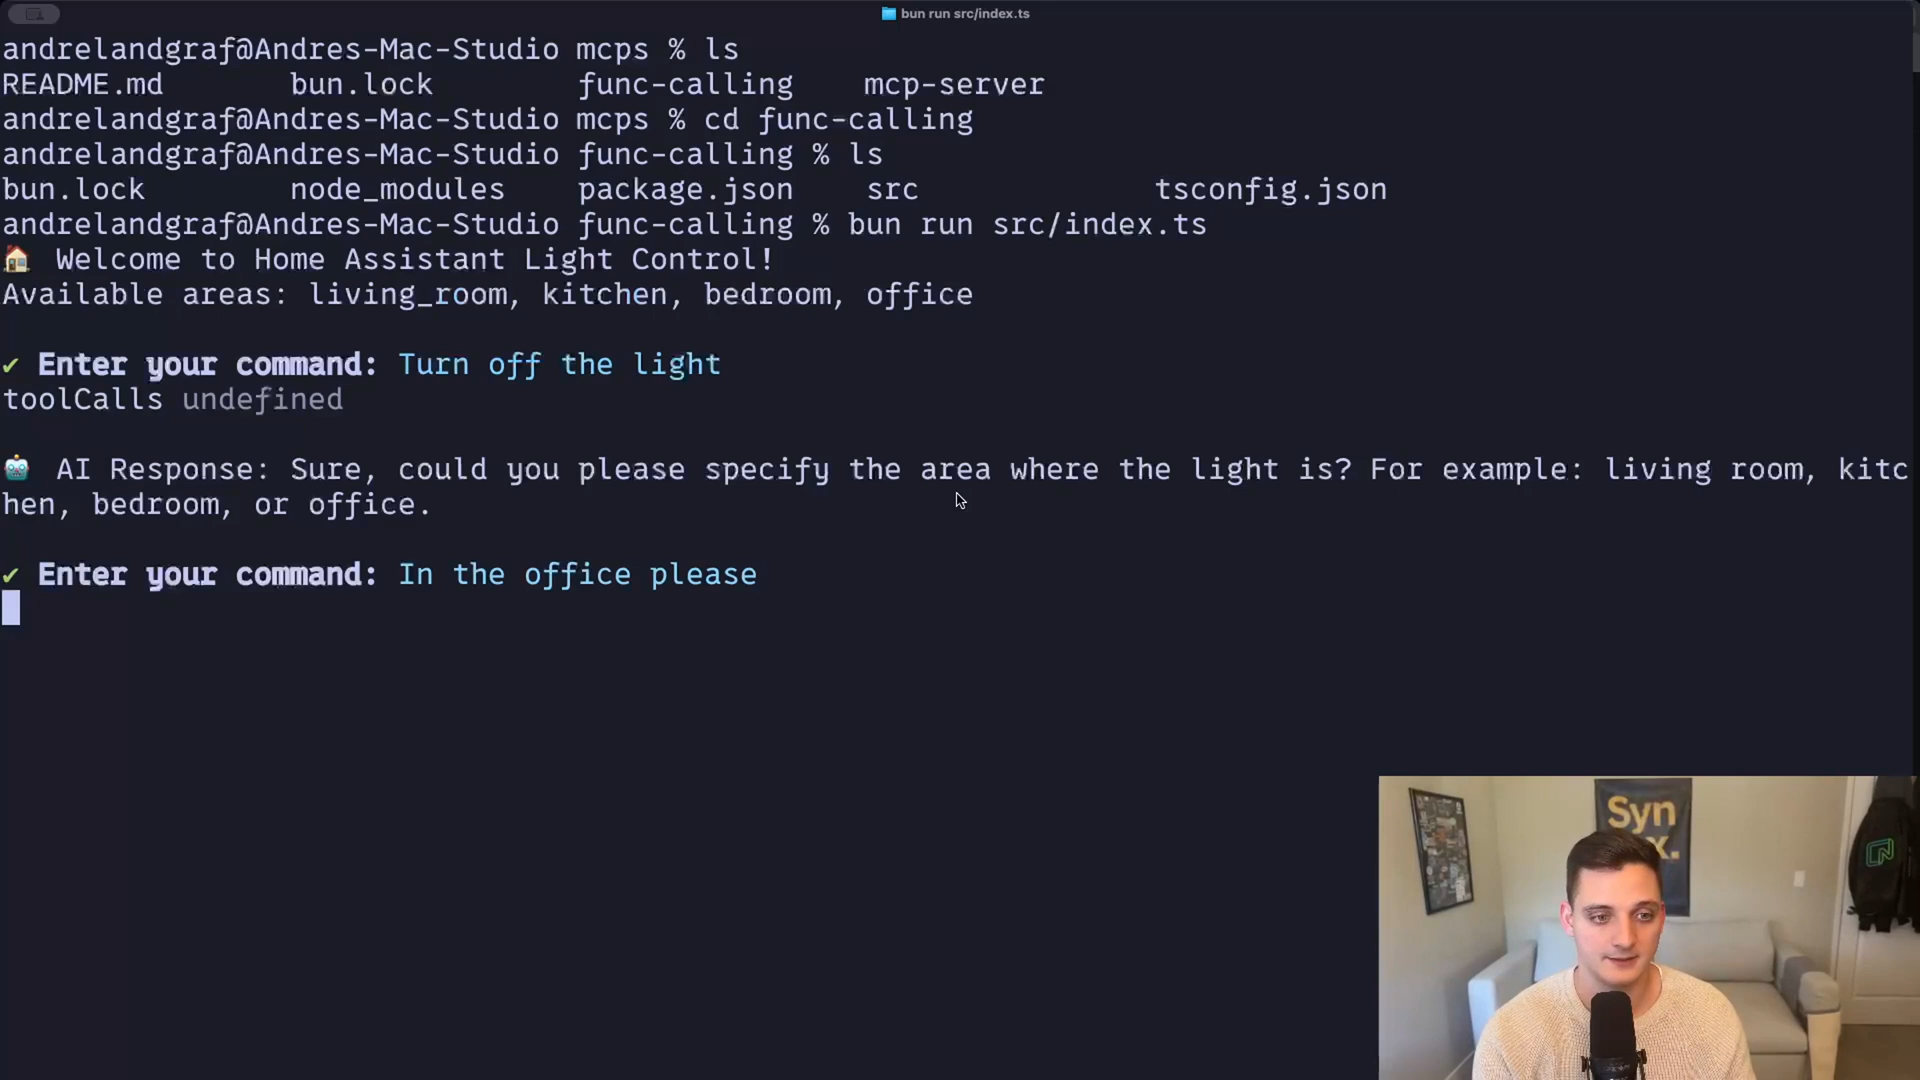 bun run src/index.ts
andrelandgraf@Andres-Mac-Studio mcps % ls
README.md bun.lock func-calling mcp-server
andrelandgraf@Andres-Mac-Studio mcps % cd func-calling
andrelandgraf@Andres-Mac-Studio func-calling % ls
bun.lock node_modules package.json src tsconfig.json
andrelandgraf@Andres-Mac-Studio func-calling % bun run src/index.ts
🏠 Welcome to Home Assistant Light Control!
Available areas: living_room, kitchen, bedroom, office
✔ Enter your command: Turn off the light
toolCalls undefined
🤖 AI Response: Sure, could you please specify the area where the light is? For example: living room, kitc
hen, bedroom, or office.
✔ Enter your command: In the office please
Syn
x.